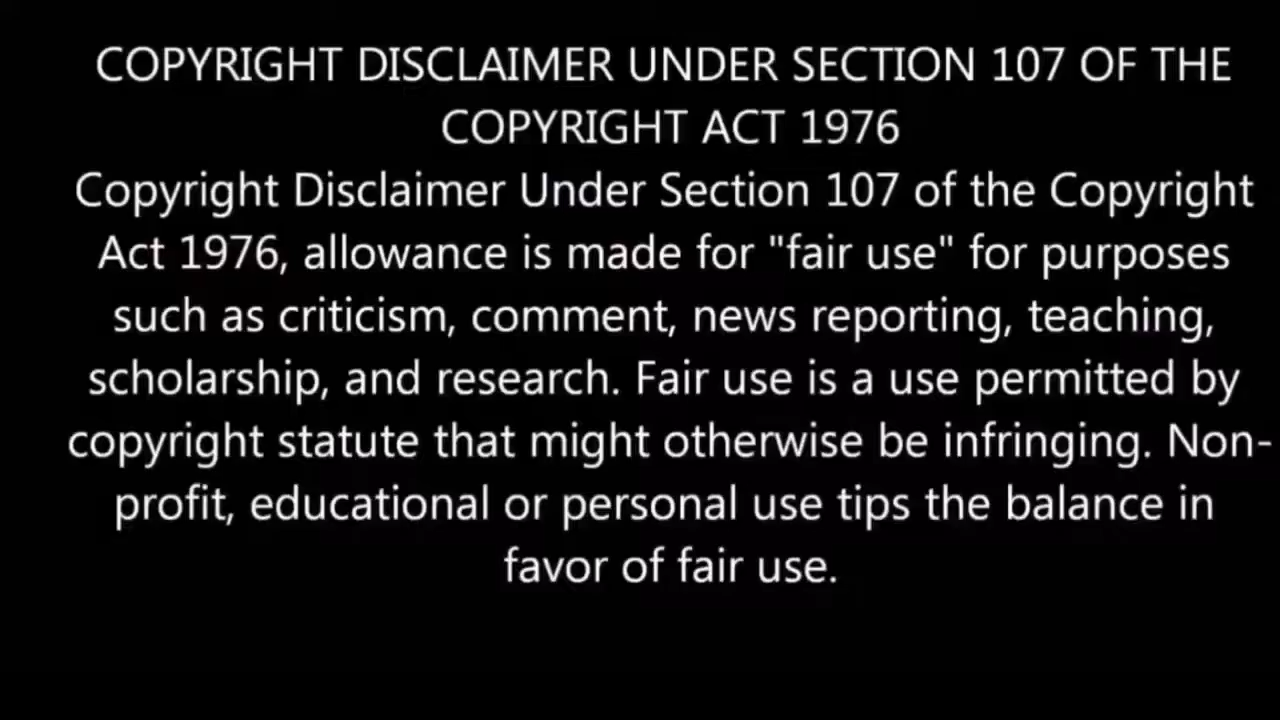 COPYRIGHT DISCLAIMER UNDER SECTION 107 OF THE
COPYRIGHT ACT 1976
Copyright Disclaimer Under Section 107 of the Copyright
Act 1976, allowance is made for "fair use" for purposes
such as criticism, comment, news reporting, teaching,
scholarship, and research. Fair use is a use permitted by
copyright statute that might otherwise be infringing. Non-
profit, educational or personal use tips the balance in
favor of fair use.